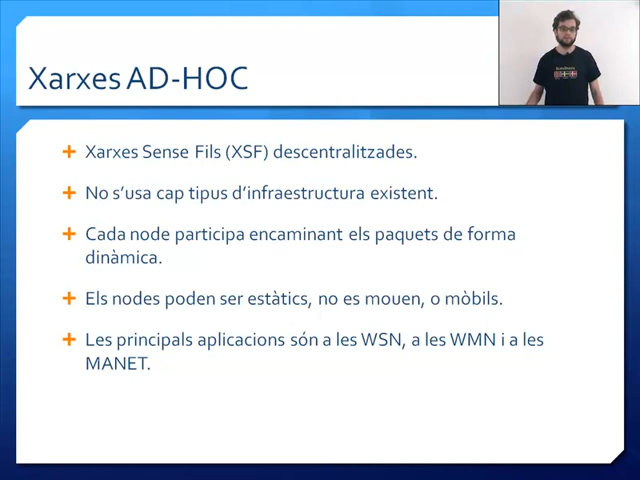 Xarxes AD-HOC
Xarxes Sense Fils (XSF) descentralitzades.
No s'usa cap tipus d'infraestructura existent.
Cada node participa encaminant els paquets de forma
dinàmica.
Els nodes poden ser estàtics, no es mouen, o mòbils.
Les principals aplicacions són a les WSN, a les WMN i a les
MANET.